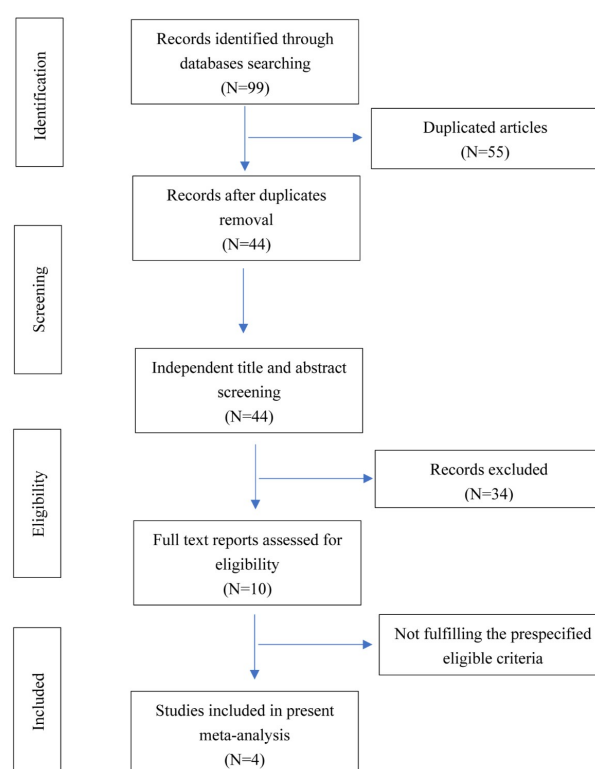 Identification
Records identified through
databases searching
(N=99)
Duplicated articles
(N=55)
Records after duplicates
removal
(N=44)
Screening
Independent title and abstract
screening
(N=44)
Records excluded
(N=34)
Eligibility
Full text reports assessed for
eligibility
(N=10)
Not fulfilling the prespecified
eligible criteria
Included
Studies included in present
meta-analysis
(N=4)